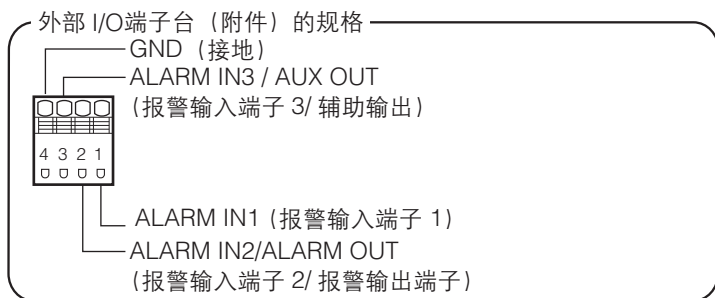 外部 I/O端子台（附件）的规格
GND（接地）
ALARM IN3 / AUX OUT
（报警输入端子 3/ 辅助输出）
4 3 2 1
ALARM IN1（报警输入端子 1）
ALARM IN2/ALARM OUT
（报警输入端子 2/ 报警输出端子）